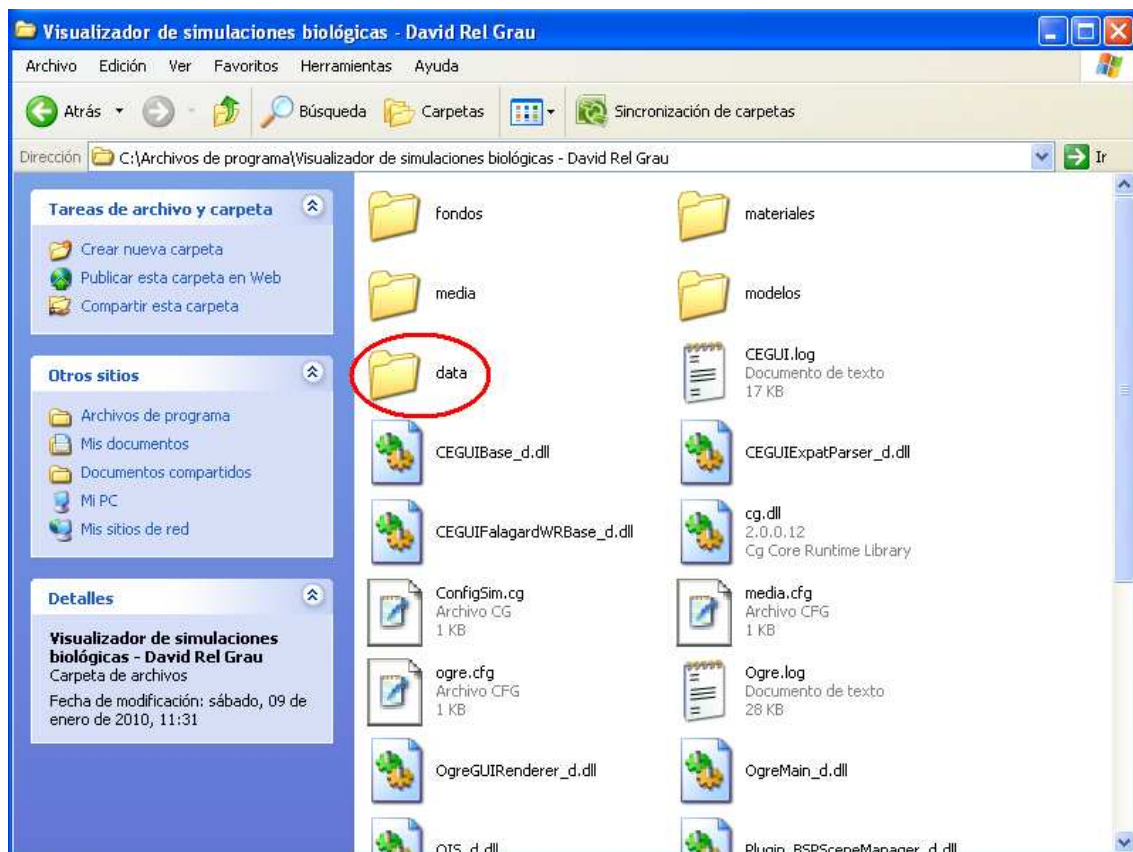 Visualizador de simulaciones biológicas - David Rel Grau
Archivo Edición Ver Favoritos Herramientas Ayuda
Atrás Búsqueda Carpetas Sincronización de carpetas
Dirección C:\Archivos de programa\Visualizador de simulaciones biológicas - David Rel Grau Ir
Tareas de archivo y carpeta
Crear nueva carpeta
Publicar esta carpeta en Web
Compartir esta carpeta
Otros sitios
Archivos de programa
Mis documentos
Documentos compartidos
Mi PC
Mis sitios de red
Detalles
Visualizador de simulaciones
biológicas - David Rel Grau
Carpeta de archivos
Fecha de modificación: sábado, 09 de
enero de 2010, 11:31
fondos
materiales
media
modelos
data
CEGUI.log
Documento de texto
17 KB
CEGUIBase_d.dll
CEGUIExpatParser_d.dll
CEGUIFalagardWRBase_d.dll
cg.dll
2.0.0.12
Cg Core Runtime Library
ConfigSim.cg
Archivo CG
1 KB
media.cfg
Archivo CFG
1 KB
ogre.cfg
Archivo CFG
1 KB
Ogre.log
Documento de texto
28 KB
OgreGUIRenderer_d.dll
OgreMain_d.dll
OIS_d.dll
Plugin_BSPSceneManager_d.dll